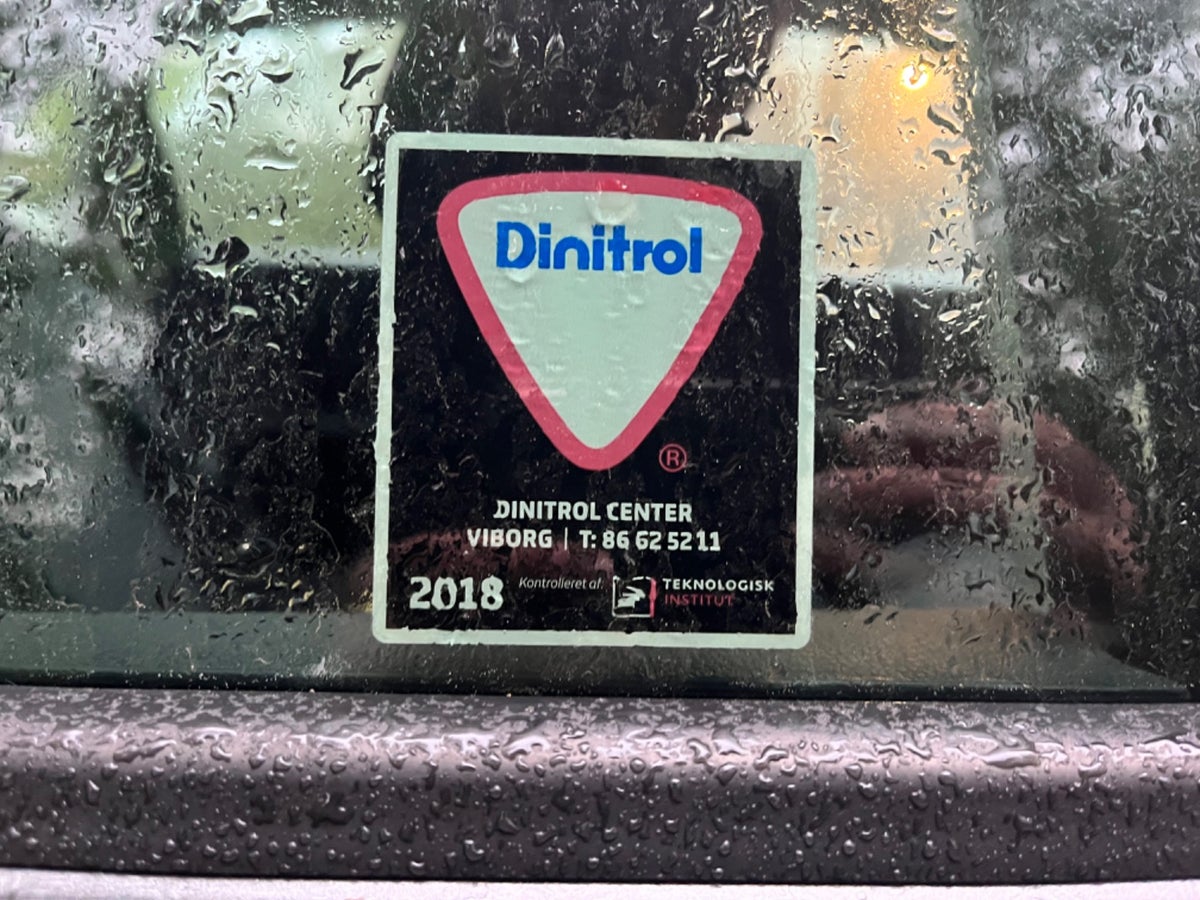 Dinitrol
®
DINITROL CENTER
VIBORG | T: 86 62 52 11
2018 Kontrolleret af: TEKNOLOGISK
INSTITUT